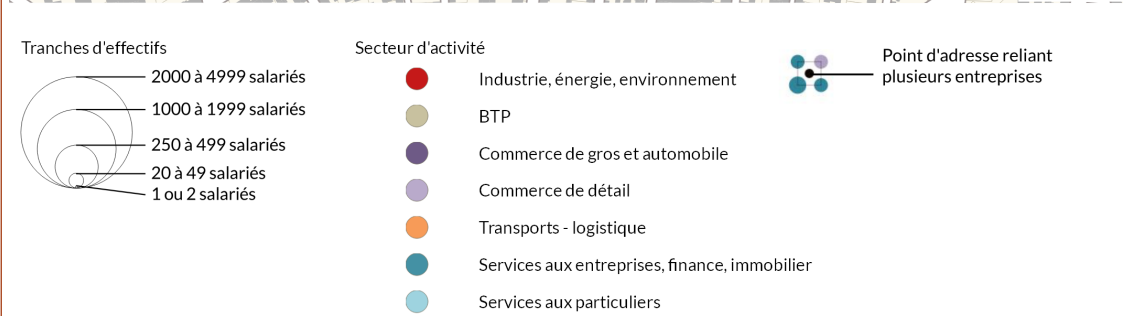 Tranches d'effectifs
2000 à 4999 salariés
1000 à 1999 salariés
250 à 499 salariés
20 à 49 salariés
1 ou 2 salariés
Secteur d'activité
Industrie, énergie, environnement
BTP
Commerce de gros et automobile
Commerce de détail
Transports - logistique
Services aux entreprises, finance, immobilier
Services aux particuliers
Point d'adresse reliant
plusieurs entreprises